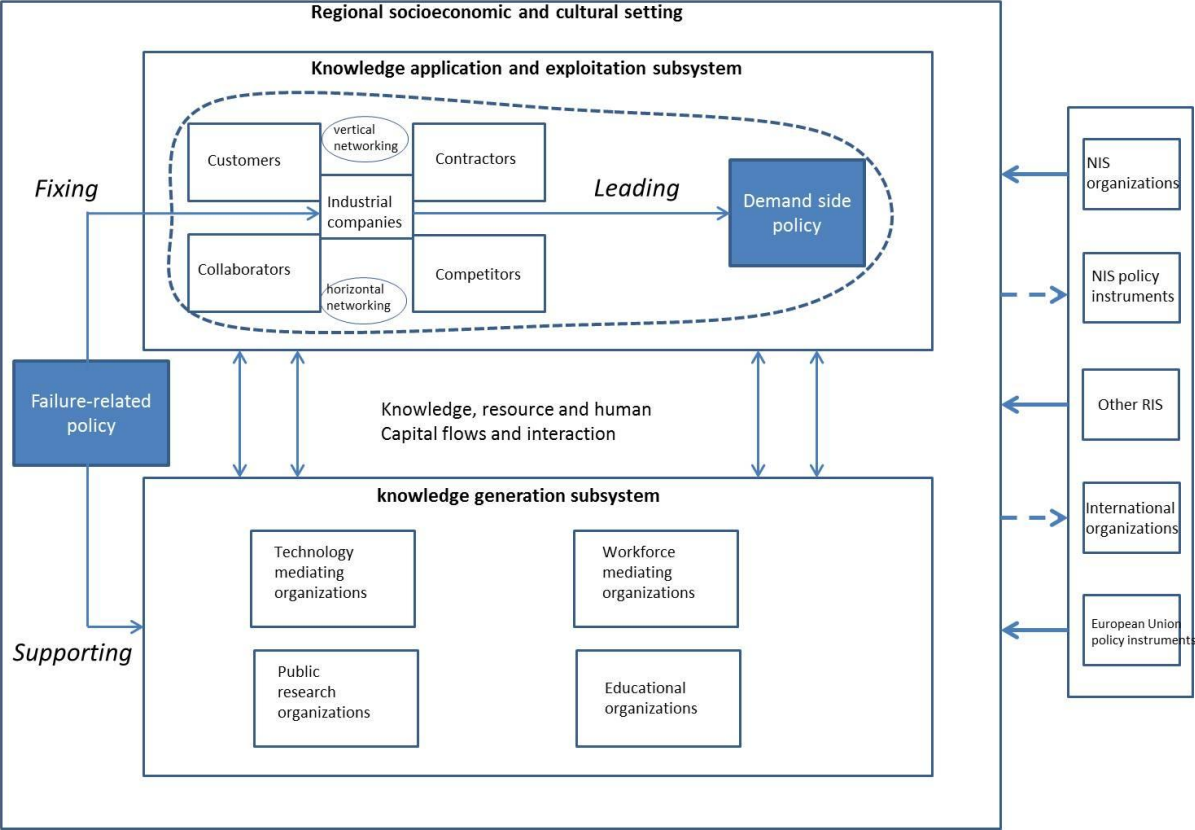 Regional socioeconomic and cultural setting
Knowledge application and exploitation subsystem
Customers
vertical
networking
Contractors
Fixing
Industrial
companies
Leading
Demand side
policy
Collaborators
horizontal
networking
Competitors
Failure-related
policy
Knowledge, resource and human
Capital flows and interaction
knowledge generation subsystem
Technology
mediating
organizations
Workforce
mediating
organizations
Supporting
Public
research
organizations
Educational
organizations
NIS
organizations
NIS policy
instruments
Other RIS
International
organizations
European Union
policy instruments